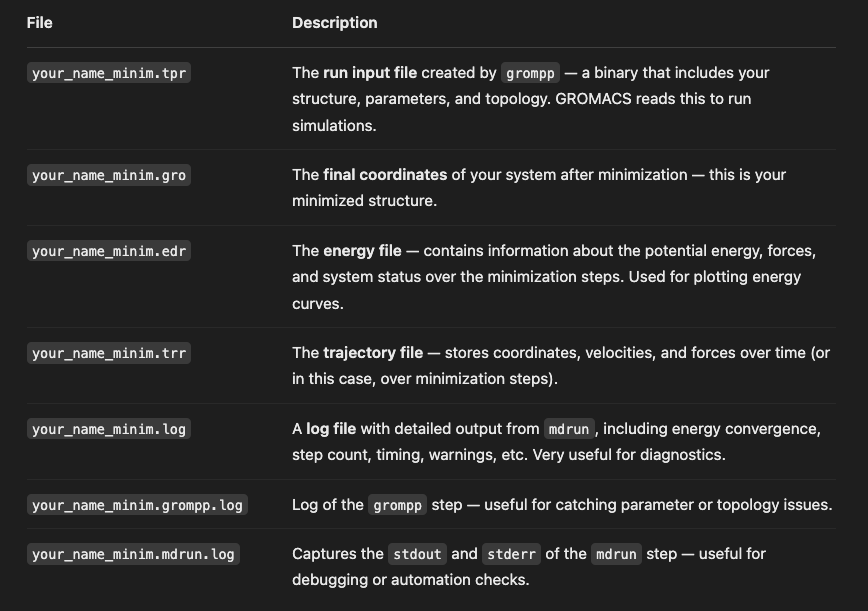 File Description
your_name_minim.tpr The run input file created by grompp — a binary that includes your
structure, parameters, and topology. GROMACS reads this to run
simulations.
your_name_minim.gro The final coordinates of your system after minimization — this is your
minimized structure.
your_name_minim.edr The energy file — contains information about the potential energy, forces,
and system status over the minimization steps. Used for plotting energy
curves.
your_name_minim.trr The trajectory file — stores coordinates, velocities, and forces over time (or
in this case, over minimization steps).
your_name_minim.log A log file with detailed output from mdrun, including energy convergence,
step count, timing, warnings, etc. Very useful for diagnostics.
your_name_minim.grompp.log Log of the grompp step — useful for catching parameter or topology issues.
your_name_minim.mdrun.log Captures the stdout and stderr of the mdrun step — useful for
debugging or automation checks.